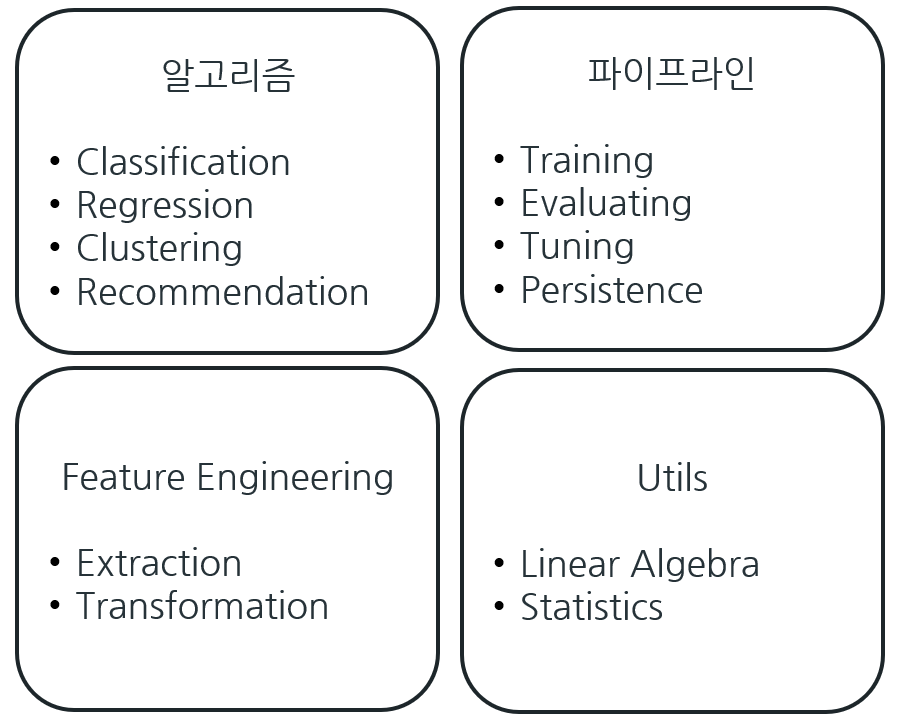 알고리즘
• Classification
• Regression
• Clustering
• Recommendation
파이프라인
• Training
• Evaluating
• Tuning
• Persistence
Feature Engineering
• Extraction
• Transformation
Utils
• Linear Algebra
• Statistics